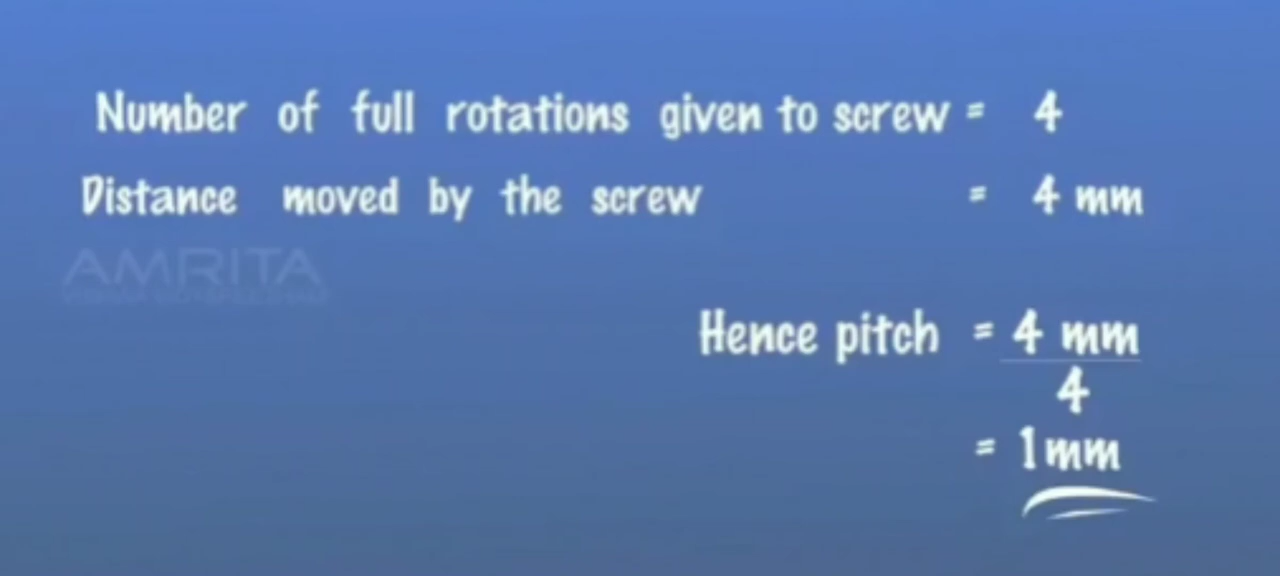 Number of full rotations given to screw = 4
Distance moved by the screw = 4 mm
AMRITA
Hence pitch = 4 mm
4
= 1mm